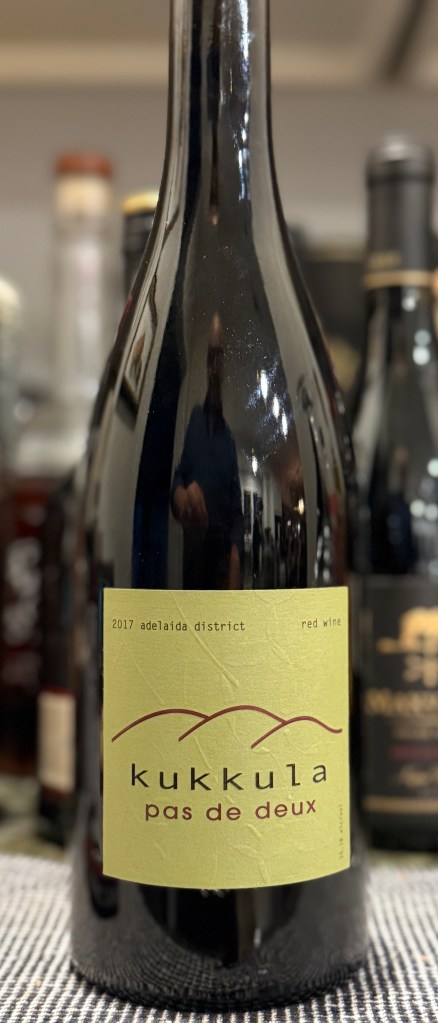 2017 adelaida district red wine
kukkula
pas de deux